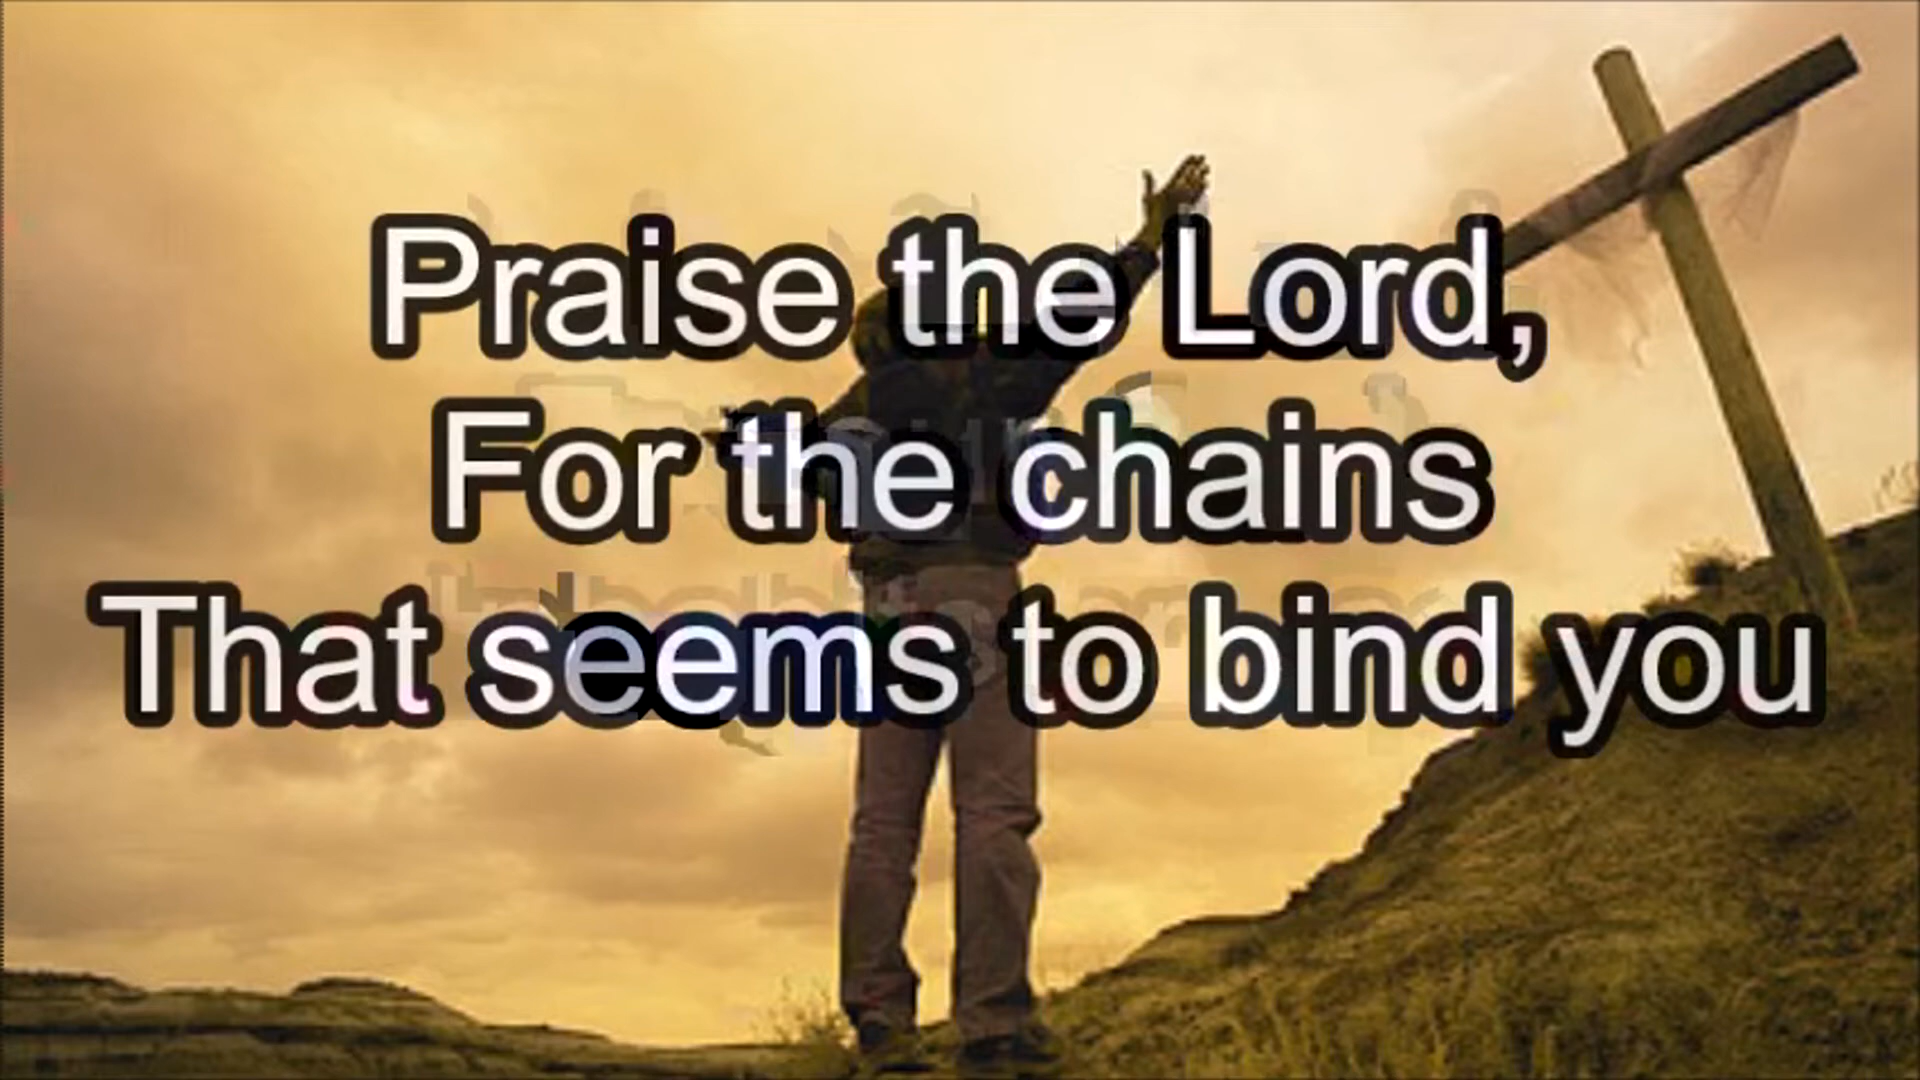 Praise the Lord,
For the chains
That seems to bind you